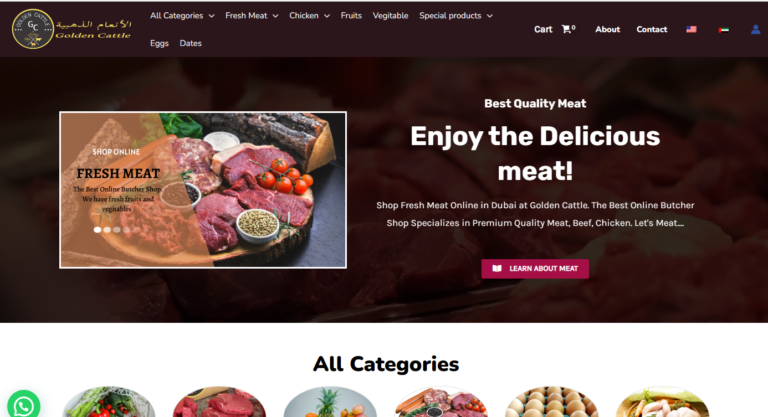 GOLDEN CATTLE
GC
الأنعام الذهبية
Golden Cattle
All Categories
Fresh Meat
Chicken
Fruits
Vegitable
Special products
Eggs
Dates
Cart
0
About
Contact
SHOP ONLINE
FRESH MEAT
The Best Online Butcher Shop
We have fresh fruits and
vegitables
Best Quality Meat
Enjoy the Delicious
meat!
Shop Fresh Meat Online in Dubai at Golden Cattle. The Best Online Butcher
Shop Specializes in Premium Quality Meat, Beef, Chicken. Let's Meat....
LEARN ABOUT MEAT
All Categories